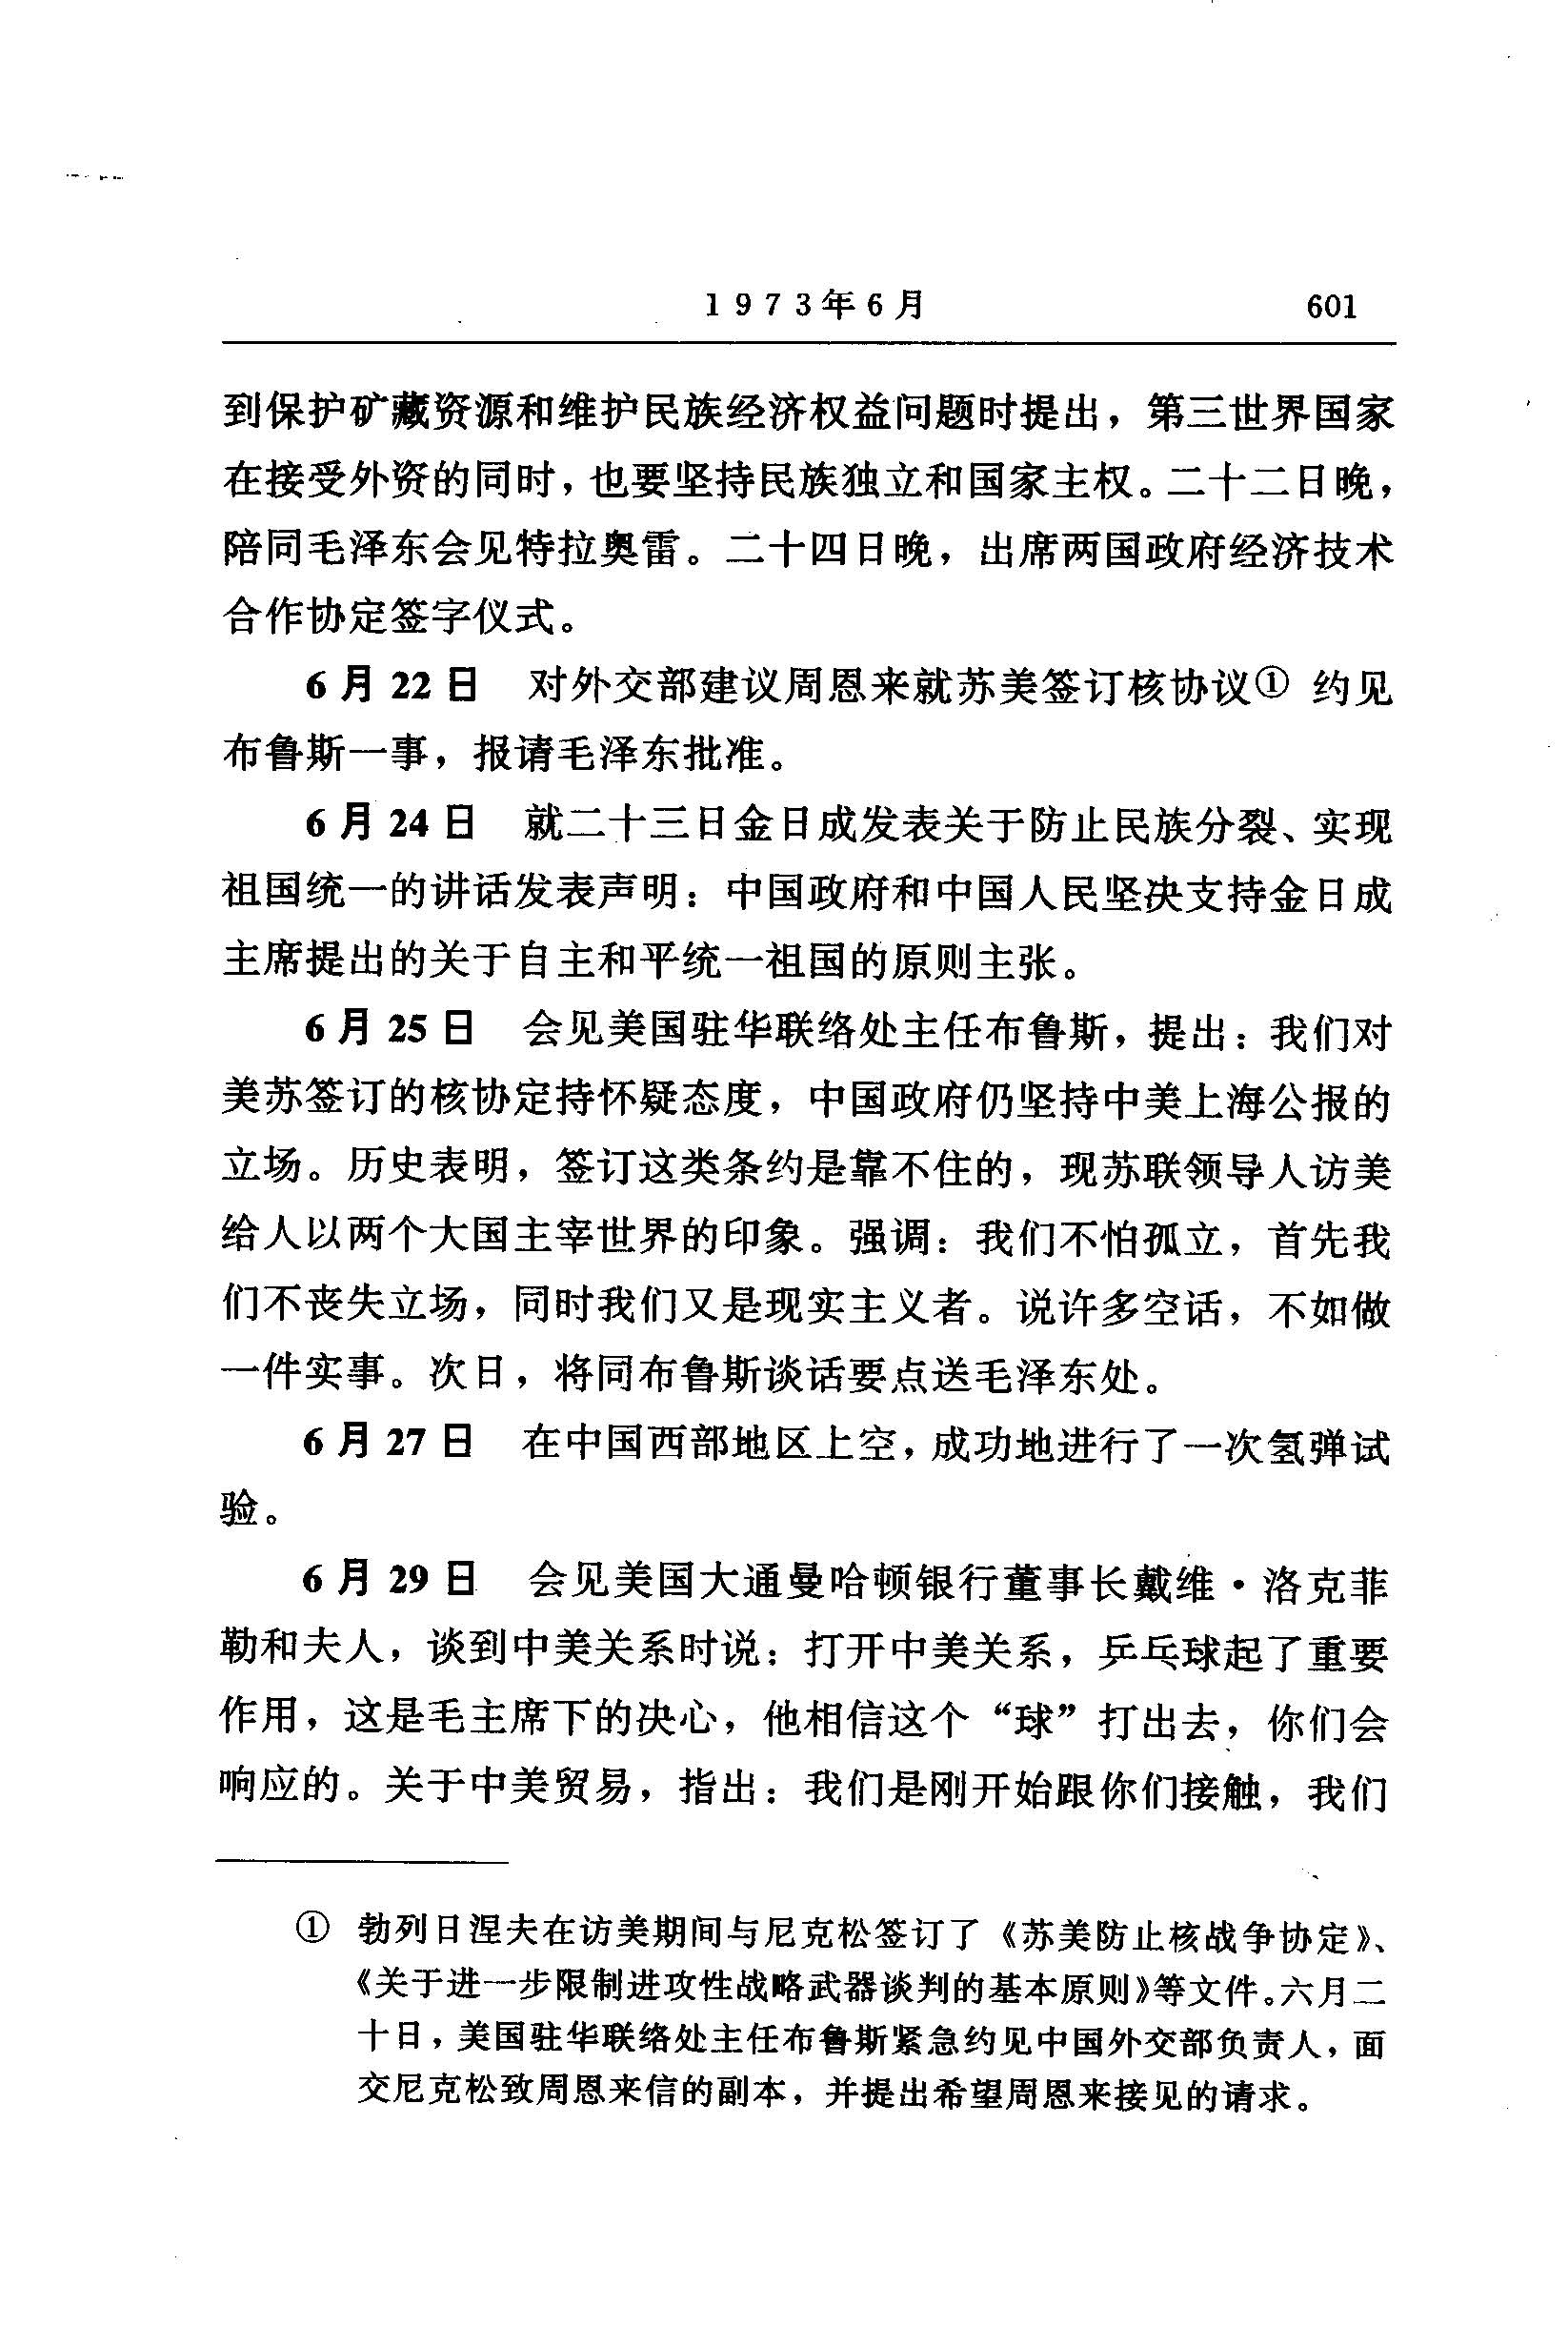 1973年6月 601
到保护矿藏资源和维护民族经济权益问题时提出，第三世界国家
在接受外资的同时，也要坚持民族独立和国家主权。二十二日晚，
陪同毛泽东会见特拉奥雷。二十四日晚，出席两国政府经济技术
合作协定签字仪式。
6月22日 对外交部建议周恩来就苏美签订核协议① 约见
布鲁斯一事，报请毛泽东批准。
6月24日 就二十三日金日成发表关于防止民族分裂、实现
祖国统一的讲话发表声明：中国政府和中国人民坚决支持金日成
主席提出的关于自主和平统一祖国的原则主张。
6月25日 会见美国驻华联络处主任布鲁斯，提出：我们对
美苏签订的核协定持怀疑态度，中国政府仍坚持中美上海公报的
立场。历史表明，签订这类条约是靠不住的，现苏联领导人访美
给人以两个大国主宰世界的印象。强调：我们不怕孤立，首先我
们不丧失立场，同时我们又是现实主义者。说许多空话，不如做
一件实事。次日，将同布鲁斯谈话要点送毛泽东处。
6月27日 在中国西部地区上空，成功地进行了一次氢弹试
验。
6月29日 会见美国大通曼哈顿银行董事长戴维·洛克菲
勒和夫人，谈到中美关系时说：打开中美关系，乒乓球起了重要
作用，这是毛主席下的决心，他相信这个“球”打出去，你们会
响应的。关于中美贸易，指出：我们是刚开始跟你们接触，我们
① 勃列日涅夫在访美期间与尼克松签订了《苏美防止核战争协定》、
《关于进一步限制进攻性战略武器谈判的基本原则》等文件。六月二
十日，美国驻华联络处主任布鲁斯紧急约见中国外交部负责人，面
交尼克松致周恩来信的副本，并提出希望周恩来接见的请求。